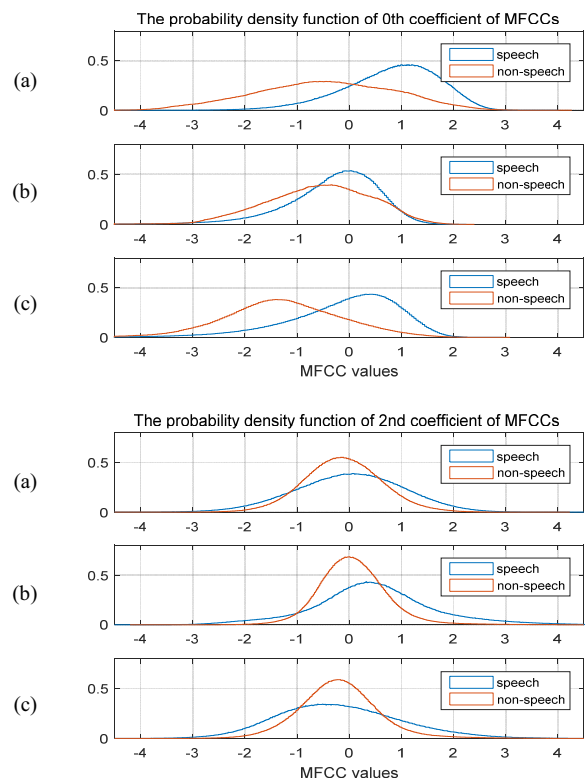 The probability density function of 0th coefficient of MFCCs
(a)
0.5
0
speech
non-speech
-4 -3 -2 -1 0 1 2 3 4
(b)
0.5
0
speech
non-speech
-4 -3 -2 -1 0 1 2 3 4
(c)
0.5
0
speech
non-speech
-4 -3 -2 -1 0 1 2 3 4
MFCC values
The probability density function of 2nd coefficient of MFCCs
(a)
0.5
0
speech
non-speech
-4 -3 -2 -1 0 1 2 3 4
(b)
0.5
0
speech
non-speech
-4 -3 -2 -1 0 1 2 3 4
(c)
0.5
0
speech
non-speech
-4 -3 -2 -1 0 1 2 3 4
MFCC values